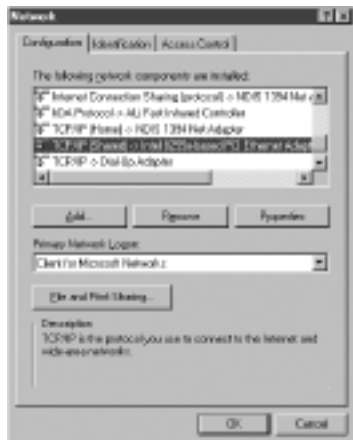 Network
Configuration Identification Access Control
The following network components are installed:
Internet Connection Sharing (protocol) -> NDIS 1394 Net A
IrDA Protocol -> ALi Fast Infrared Controller
TCP/IP (Home) -> NDIS 1394 Net Adapter
TCP/IP (Shared) -> Intel 8255x-based PCI Ethernet Adapt
TCP/IP -> Dial-Up Adapter
Add... Remove Properties
Primary Network Logon:
Client for Microsoft Networks
File and Print Sharing...
Description
TCP/IP is the protocol you use to connect to the Internet and
wide-area networks.
OK Cancel